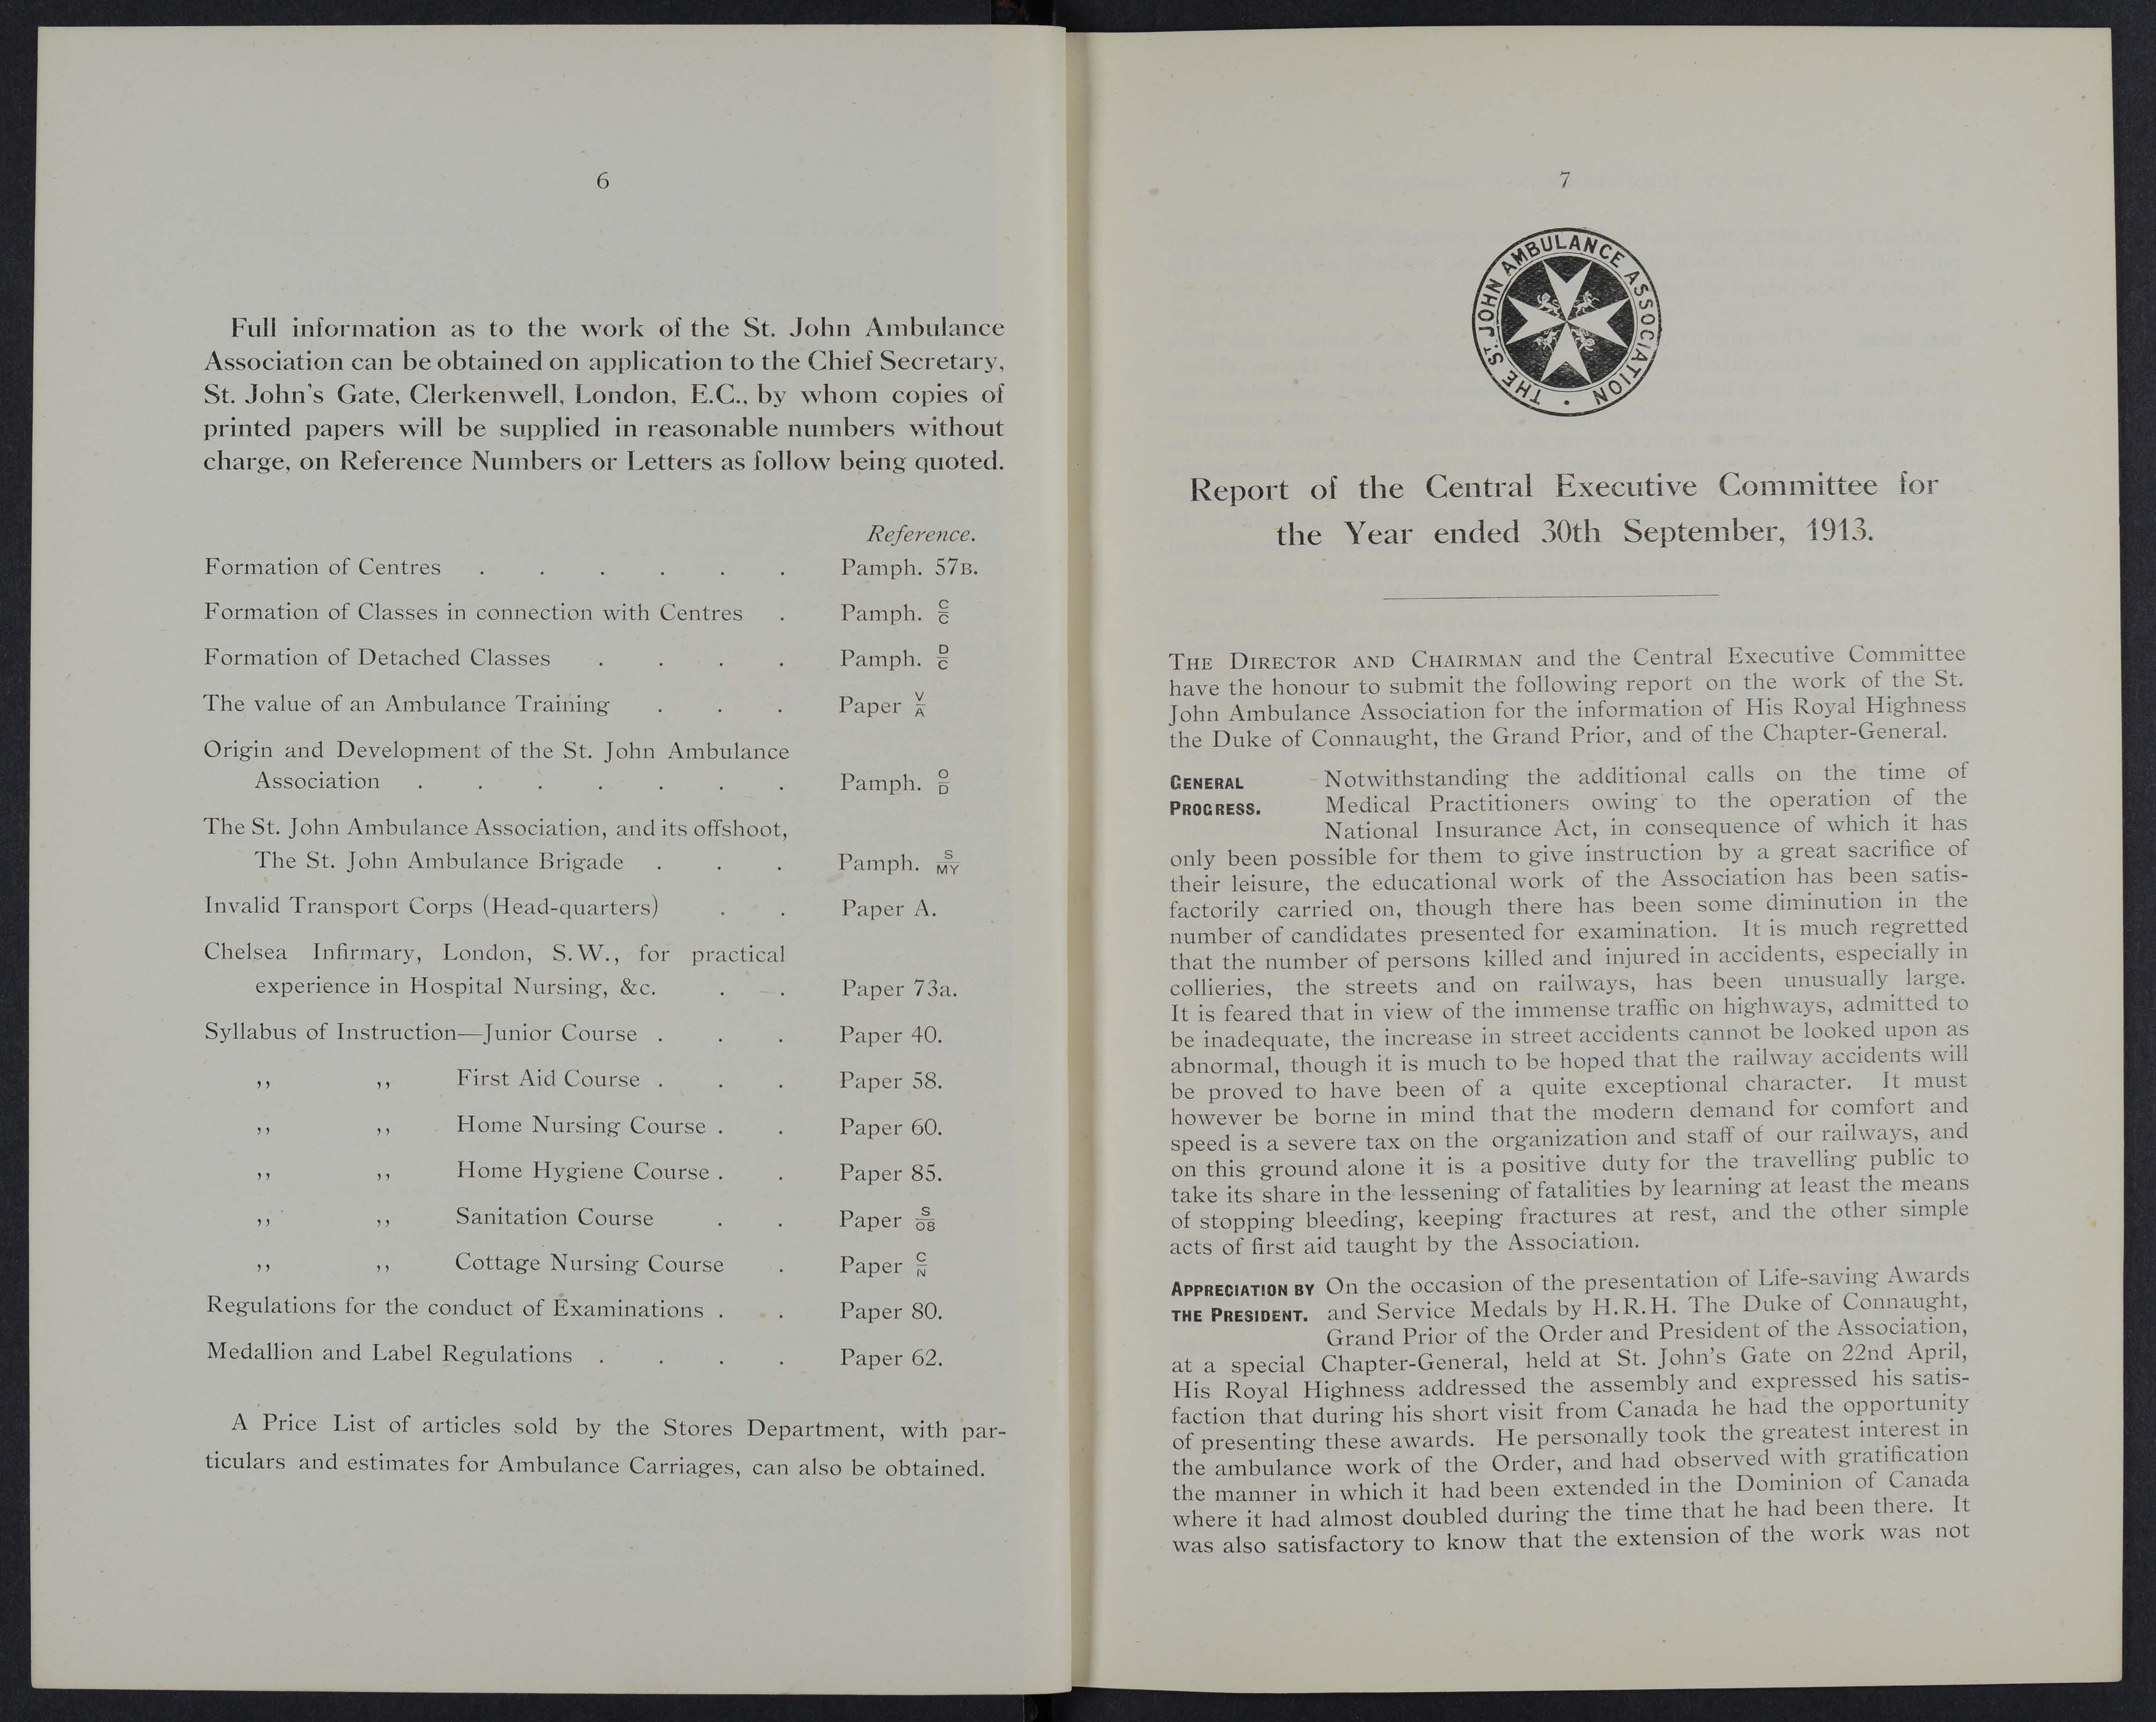 6
Full information as to the work of the St. John Ambulance
Association can be obtained on application to the Chief Secretary,
St. John's Gate, Clerkenwell, London, E.C., by whom copies of
printed papers will be supplied in reasonable numbers without
charge, on Reference Numbers or Letters as follow being quoted.
Reference.
Formation of Centres . . . . . . Pamph. 57B.
Formation of Classes in connection with Centres . Pamph. C/C
Formation of Detached Classes . . . . Pamph. D/C
The value of an Ambulance Training . . . Paper V/A
Origin and Development of the St. John Ambulance
Association . . . . . . . Pamph. O/D
The St. John Ambulance Association, and its offshoot,
The St. John Ambulance Brigade . . . Pamph. S/MY
Invalid Transport Corps (Head-quarters) . . Paper A.
Chelsea Infirmary, London, S.W., for practical
experience in Hospital Nursing, &c. . . Paper 73a.
Syllabus of Instruction—Junior Course . . . Paper 40.
,, ,, First Aid Course . . . Paper 58.
,, ,, Home Nursing Course . . Paper 60.
,, ,, Home Hygiene Course . . Paper 85.
,, ,, Sanitation Course . . Paper S/08
,, ,, Cottage Nursing Course . Paper C/N
Regulations for the conduct of Examinations . . Paper 80.
Medallion and Label Regulations . . . . Paper 62.
A Price List of articles sold by the Stores Department, with par-
ticulars and estimates for Ambulance Carriages, can also be obtained.
7
THE ST. JOHN AMBULANCE ASSOCIATION ·
Report of the Central Executive Committee for
the Year ended 30th September, 1913.
THE DIRECTOR AND CHAIRMAN and the Central Executive Committee
have the honour to submit the following report on the work of the St.
John Ambulance Association for the information of His Royal Highness
the Duke of Connaught, the Grand Prior, and of the Chapter-General.
GENERAL Notwithstanding the additional calls on the time of
PROGRESS. Medical Practitioners owing to the operation of the
National Insurance Act, in consequence of which it has
only been possible for them to give instruction by a great sacrifice of
their leisure, the educational work of the Association has been satis-
factorily carried on, though there has been some diminution in the
number of candidates presented for examination. It is much regretted
that the number of persons killed and injured in accidents, especially in
collieries, the streets and on railways, has been unusually large.
It is feared that in view of the immense traffic on highways, admitted to
be inadequate, the increase in street accidents cannot be looked upon as
abnormal, though it is much to be hoped that the railway accidents will
be proved to have been of a quite exceptional character. It must
however be borne in mind that the modern demand for comfort and
speed is a severe tax on the organization and staff of our railways, and
on this ground alone it is a positive duty for the travelling public to
take its share in the lessening of fatalities by learning at least the means
of stopping bleeding, keeping fractures at rest, and the other simple
acts of first aid taught by the Association.
APPRECIATION BY On the occasion of the presentation of Life-saving Awards
THE PRESIDENT. and Service Medals by H.R.H. The Duke of Connaught,
Grand Prior of the Order and President of the Association,
at a special Chapter-General, held at St. John's Gate on 22nd April,
His Royal Highness addressed the assembly and expressed his satis-
faction that during his short visit from Canada he had the opportunity
of presenting these awards. He personally took the greatest interest in
the ambulance work of the Order, and had observed with gratification
the manner in which it had been extended in the Dominion of Canada
where it had almost doubled during the time that he had been there. It
was also satisfactory to know that the extension of the work was not